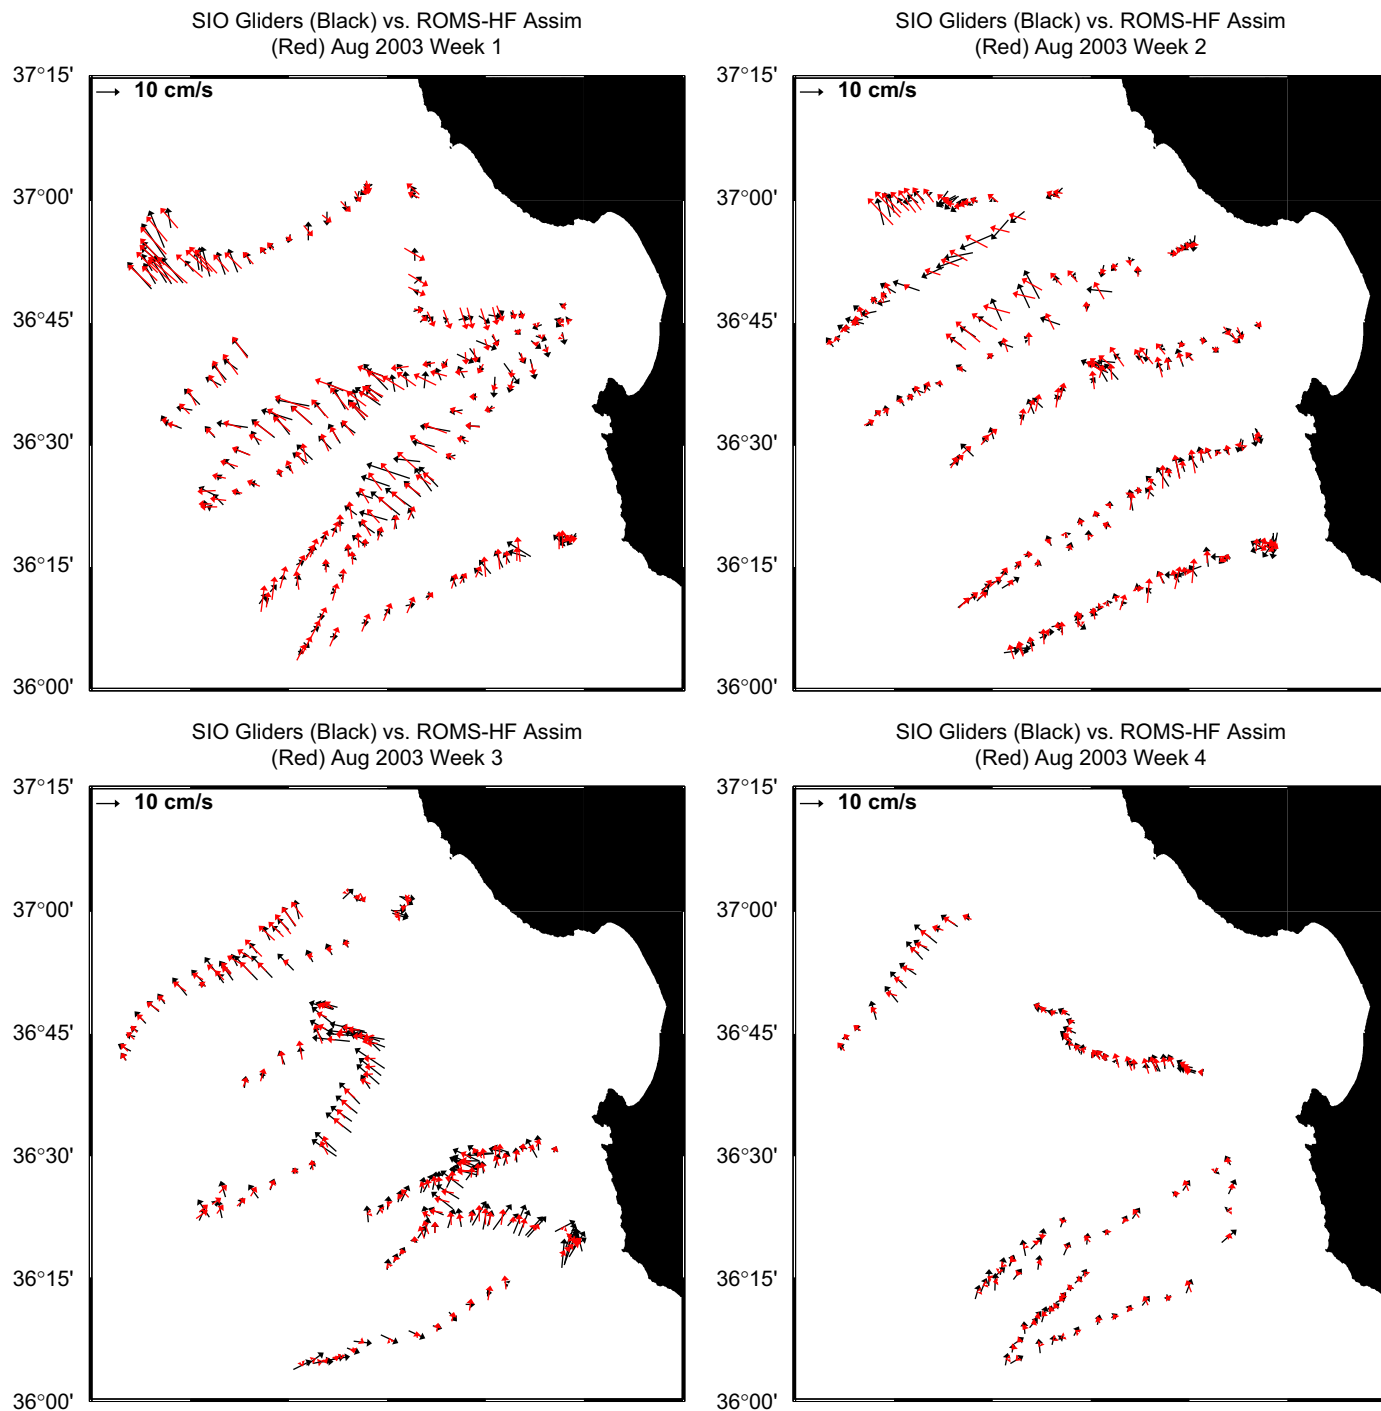 SIO Gliders (Black) vs. ROMS-HF Assim
(Red) Aug 2003 Week 1
37°15'
10 cm/s
37°00'
36°45'
36°30'
36°15'
36°00'
SIO Gliders (Black) vs. ROMS-HF Assim
(Red) Aug 2003 Week 2
37°15'
10 cm/s
37°00'
36°45'
36°30'
36°15'
36°00'
SIO Gliders (Black) vs. ROMS-HF Assim
(Red) Aug 2003 Week 3
37°15'
10 cm/s
37°00'
36°45'
36°30'
36°15'
36°00'
SIO Gliders (Black) vs. ROMS-HF Assim
(Red) Aug 2003 Week 4
37°15'
10 cm/s
37°00'
36°45'
36°30'
36°15'
36°00'